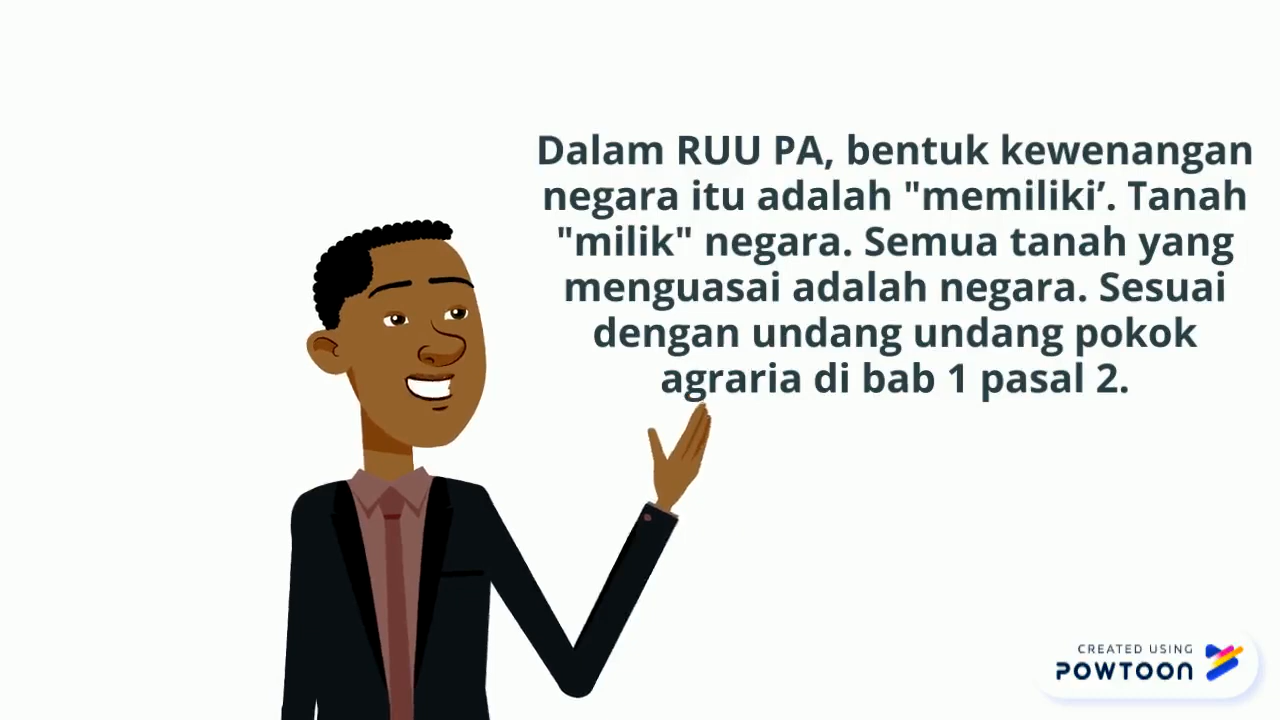 Dalam RUU PA, bentuk kewenangan
negara itu adalah "memiliki’. Tanah
"milik" negara. Semua tanah yang
menguasai adalah negara. Sesuai
dengan undang undang pokok
agraria di bab 1 pasal 2.
CREATED USING
POWTOON